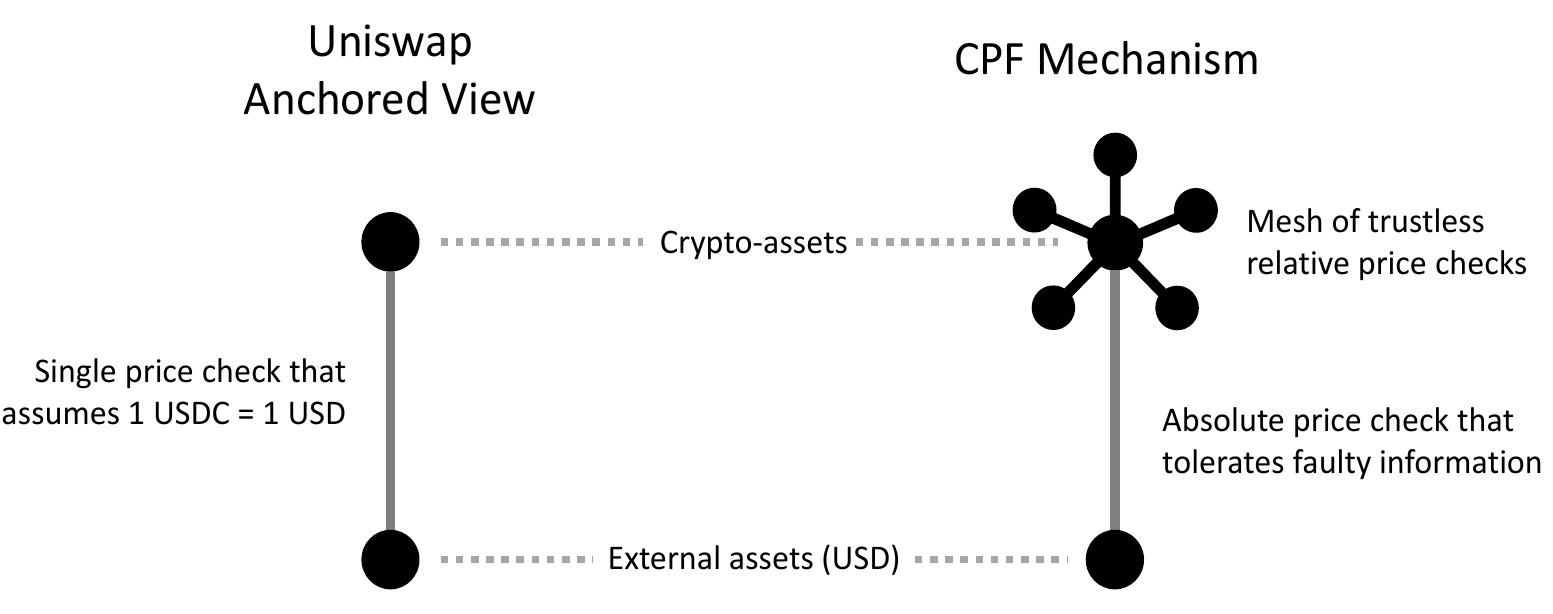 Uniswap
Anchored View
CPF Mechanism
Crypto-assets
Mesh of trustless
relative price checks
Single price check that
assumes 1 USDC = 1 USD
Absolute price check that
tolerates faulty information
External assets (USD)